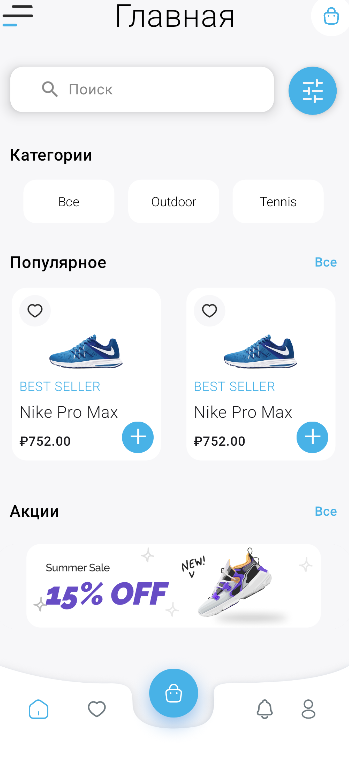 Главная
Поиск
Категории
Все
Outdoor
Tennis
Популярное
Все
BEST SELLER
Nike Pro Max
₽752.00
BEST SELLER
Nike Pro Max
₽752.00
Акции
Все
Summer Sale
15% OFF
NEW!